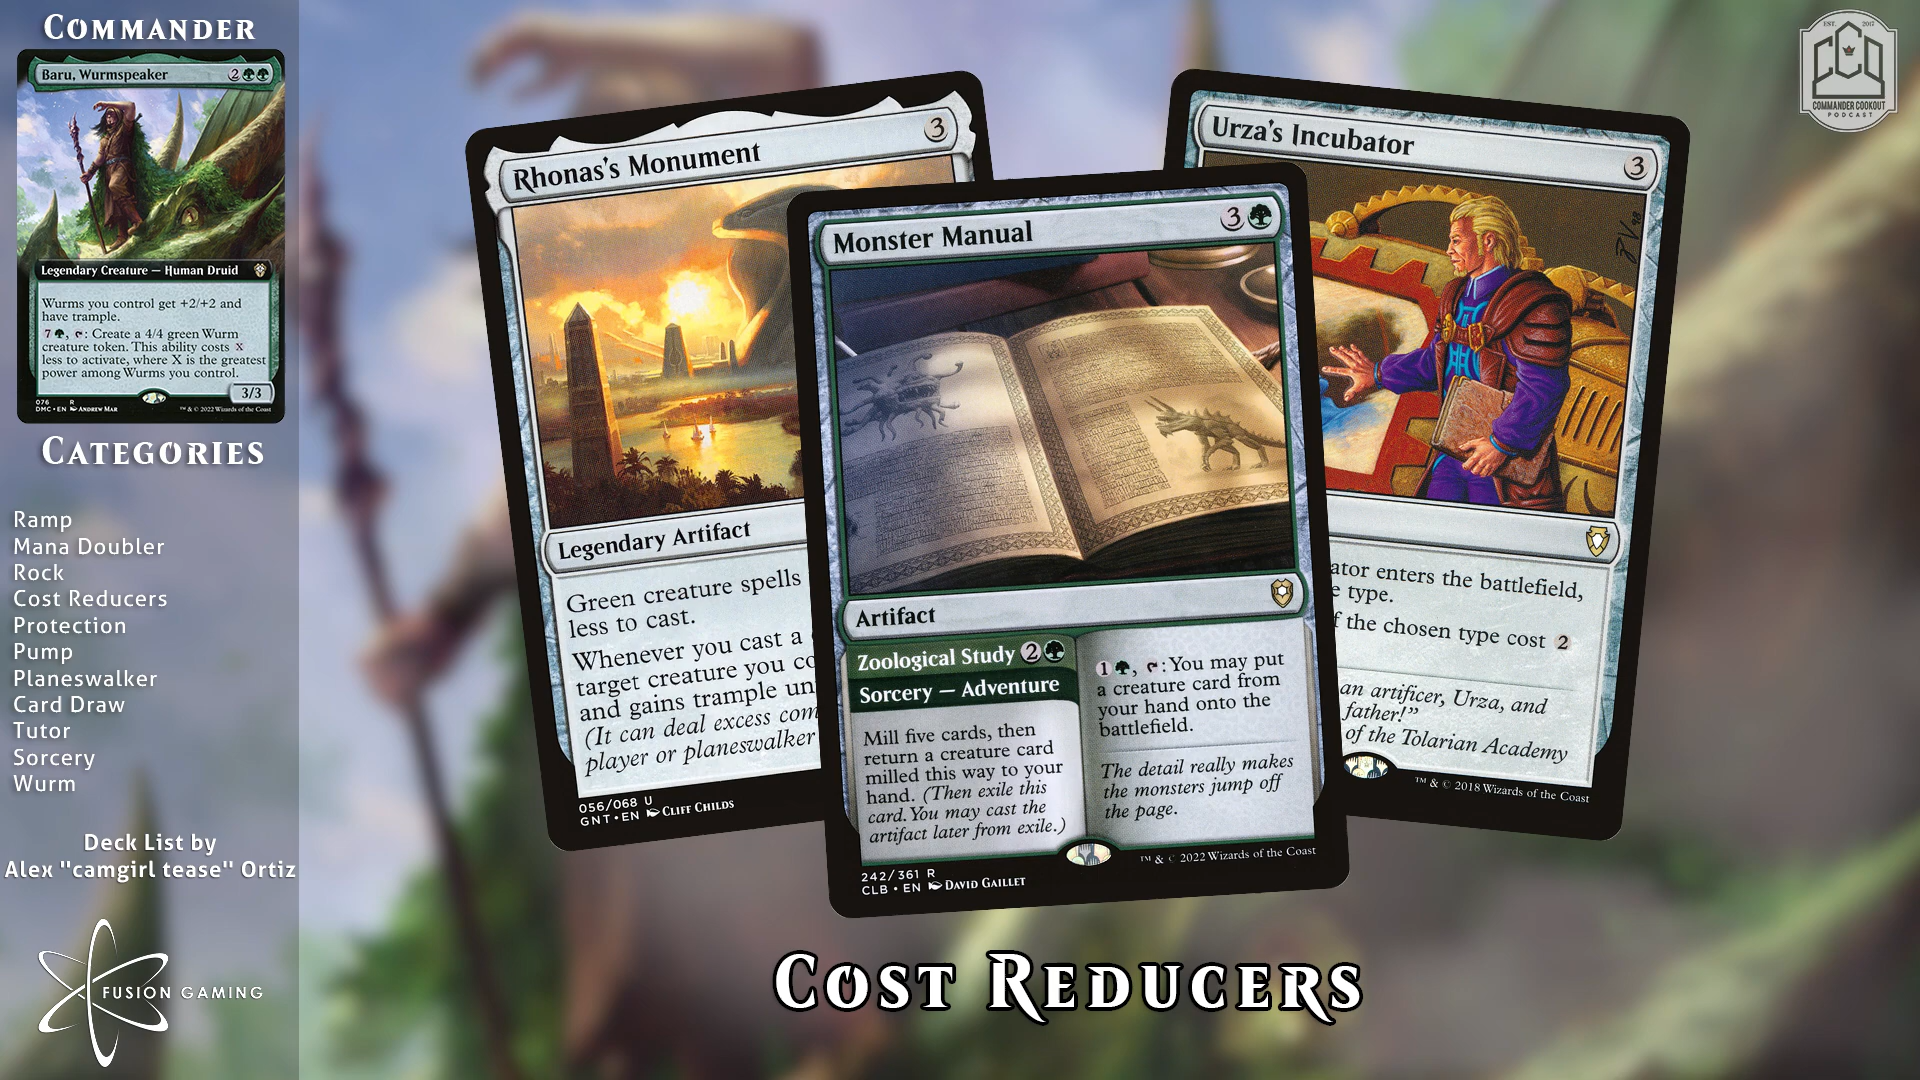 COMMANDER
Baru, Wurmspeaker 2
Legendary Creature — Human Druid
Wurms you control get +2/+2 and
have trample.
7 , : Create a 4/4 green Wurm
creature token. This ability costs X
less to activate, where X is the greatest
power among Wurms you control.
3/3
076 R
DMC • EN ANDREW MAR
™ & © 2022 Wizards of the Coast
CATEGORIES
Ramp
Mana Doubler
Rock
Cost Reducers
Protection
Pump
Planeswalker
Card Draw
Tutor
Sorcery
Wurm
Deck List by
Alex "camgirl tease" Ortiz
FUSION GAMING
Rhonas's Monument 3
Legendary Artifact
Green creature spells
less to cast.
Whenever you cast a
target creature you co
and gains trample un
(It can deal excess com
player or planeswalker
056/068 U
GNT • EN CLIFF CHILDS
Monster Manual 3
Artifact
Zoological Study 2
Sorcery — Adventure
Mill five cards, then
return a creature card
milled this way to your
hand. (Then exile this
card. You may cast the
artifact later from exile.)
1 , : You may put
a creature card from
your hand onto the
battlefield.
The detail really makes
the monsters jump off
the page.
242/361 R
CLB • EN DAVID GAILLET
™ & © 2022 Wizards of the Coast
Urza's Incubator 3
ator enters the battlefield,
e type.
f the chosen type cost 2
an artificer, Urza, and
father!"
of the Tolarian Academy
™ & © 2018 Wizards of the Coast
EST. 2017
CCO
COMMANDER COOKOUT
PODCAST
COST REDUCERS